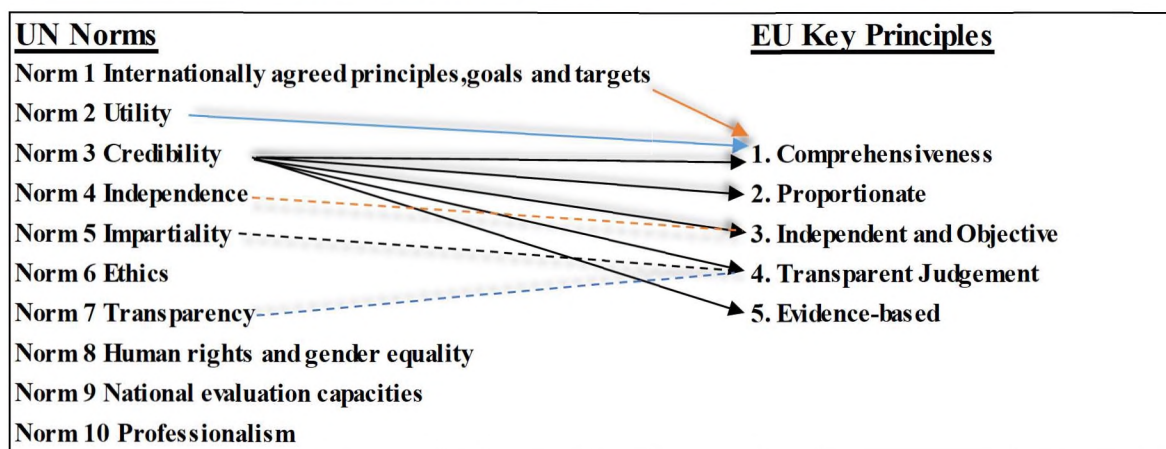 UN Norms
Norm 1 Internationally agreed principles,goals and targets
Norm 2 Utility
Norm 3 Credibility
Norm 4 Independence
Norm 5 Impartiality
Norm 6 Ethics
Norm 7 Transparency
Norm 8 Human rights and gender equality
Norm 9 National evaluation capacities
Norm 10 Professionalism
EU Key Principles
1. Comprehensiveness
2. Proportionate
3. Independent and Objective
4. Transparent Judgement
5. Evidence-based